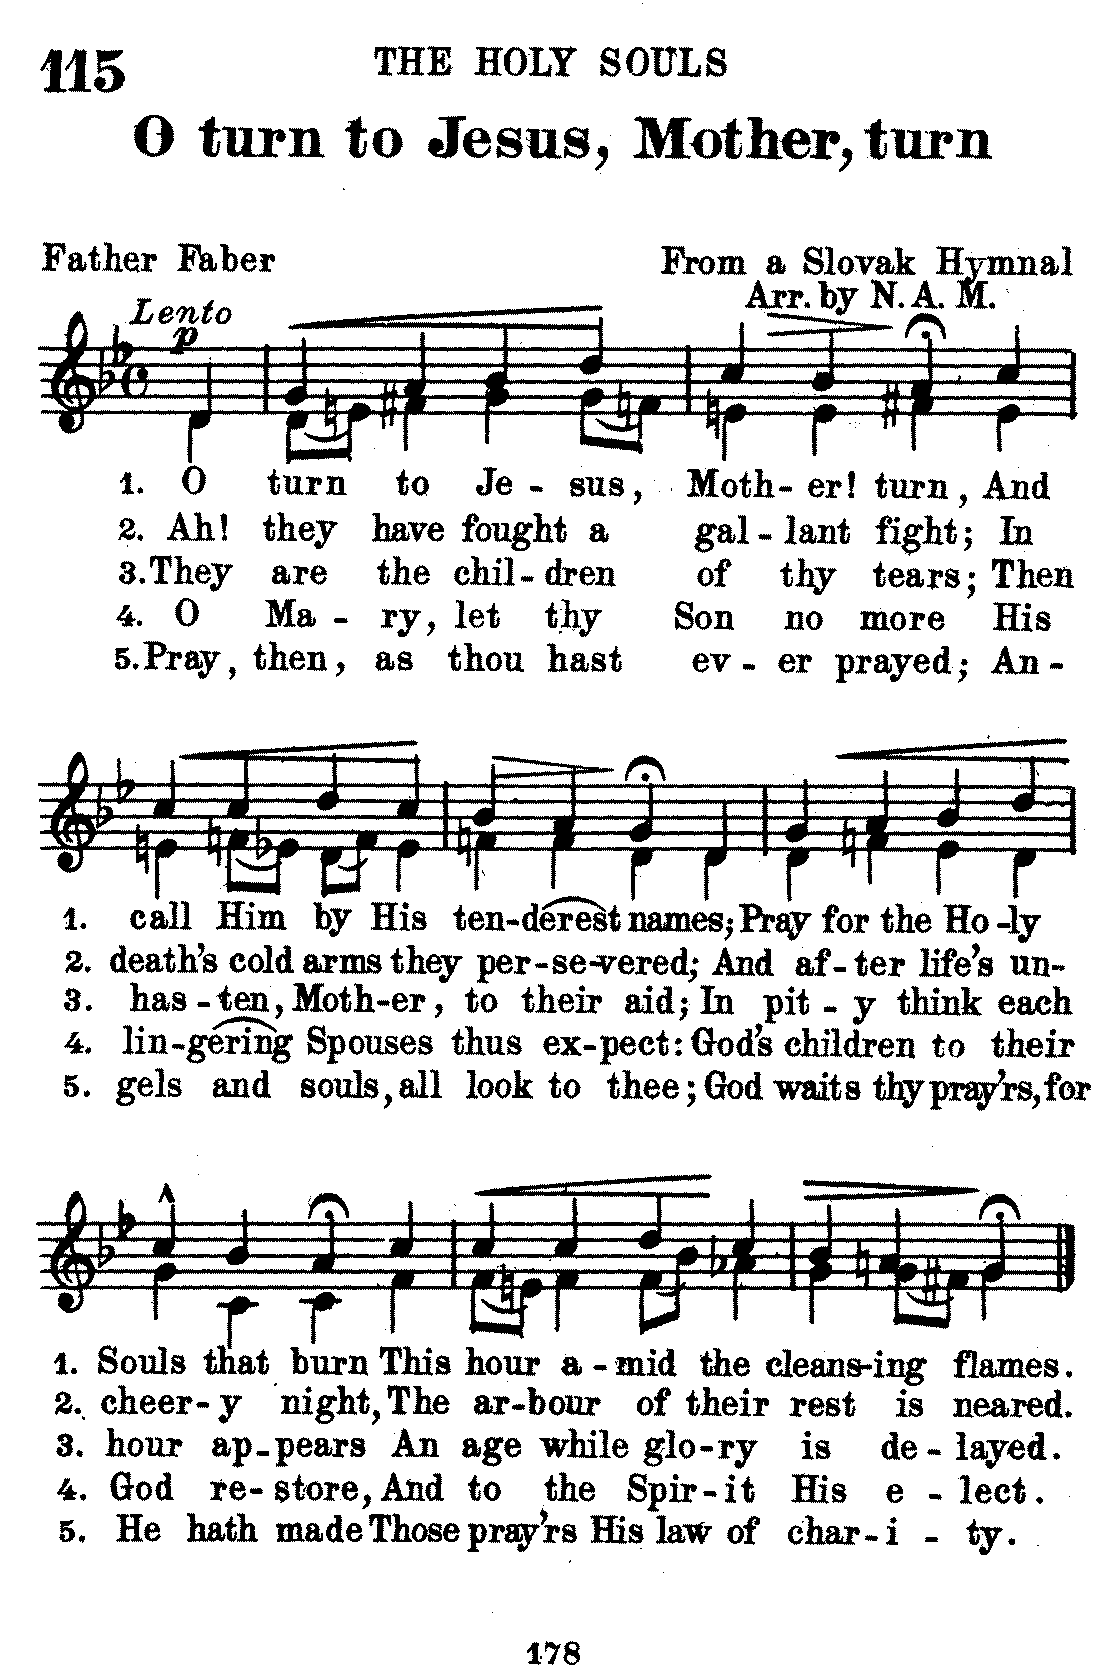 115
THE HOLY SOULS
O turn to Jesus, Mother, turn
Father Faber
From a Slovak Hymnal
Arr. by N. A. M.
Lento
p
1. O turn to Je - sus, Moth- er! turn, And
2. Ah! they have fought a gal - lant fight; In
3. They are the chil - dren of thy tears; Then
4. O Ma - ry, let thy Son no more His
5. Pray, then, as thou hast ev - er prayed; An -
1. call Him by His ten-derest names; Pray for the Ho -ly
2. death's cold arms they per-se-vered; And af - ter life's un-
3. has - ten, Moth-er, to their aid; In pit - y think each
4. lin-gering Spouses thus ex-pect: God's children to their
5. gels and souls, all look to thee; God waits thy pray'rs, for
1. Souls that burn This hour a - mid the cleans-ing flames.
2. cheer- y night, The ar-bour of their rest is neared.
3. hour ap-pears An age while glo-ry is de - layed.
4. God re- store, And to the Spir-it His e - lect.
5. He hath made Those pray'rs His law of char-i - ty.
178